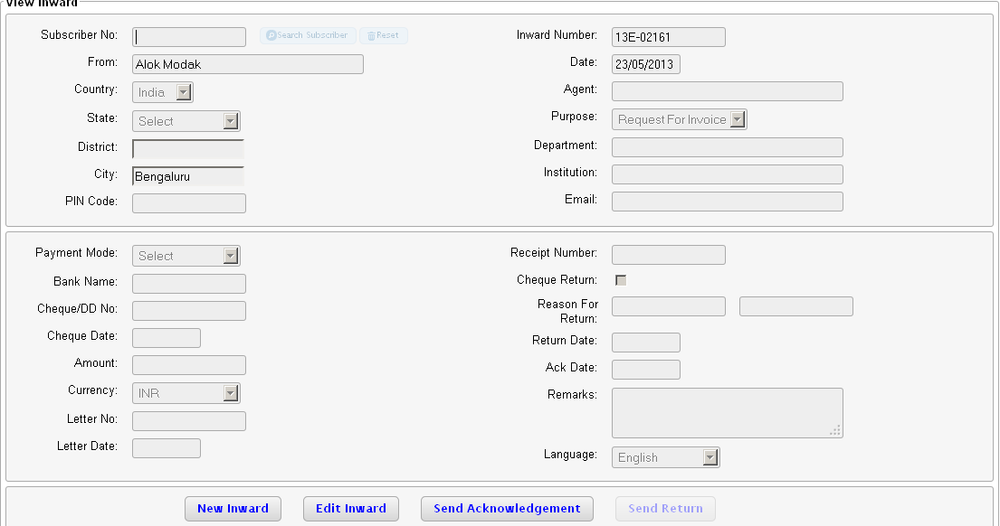 View Inward
Subscriber No: Search Subscriber Reset Inward Number: 13E-02161
From: Alok Modak Date: 23/05/2013
Country: India Agent:
State: Select Purpose: Request For Invoice
District: Department:
City: Bengaluru Institution:
PIN Code: Email:
Payment Mode: Select Receipt Number:
Bank Name: Cheque Return:
Cheque/DD No: Reason For
Return:
Cheque Date: Return Date:
Amount: Ack Date:
Currency: INR Remarks:
Letter No:
Letter Date: Language: English
New Inward Edit Inward Send Acknowledgement Send Return